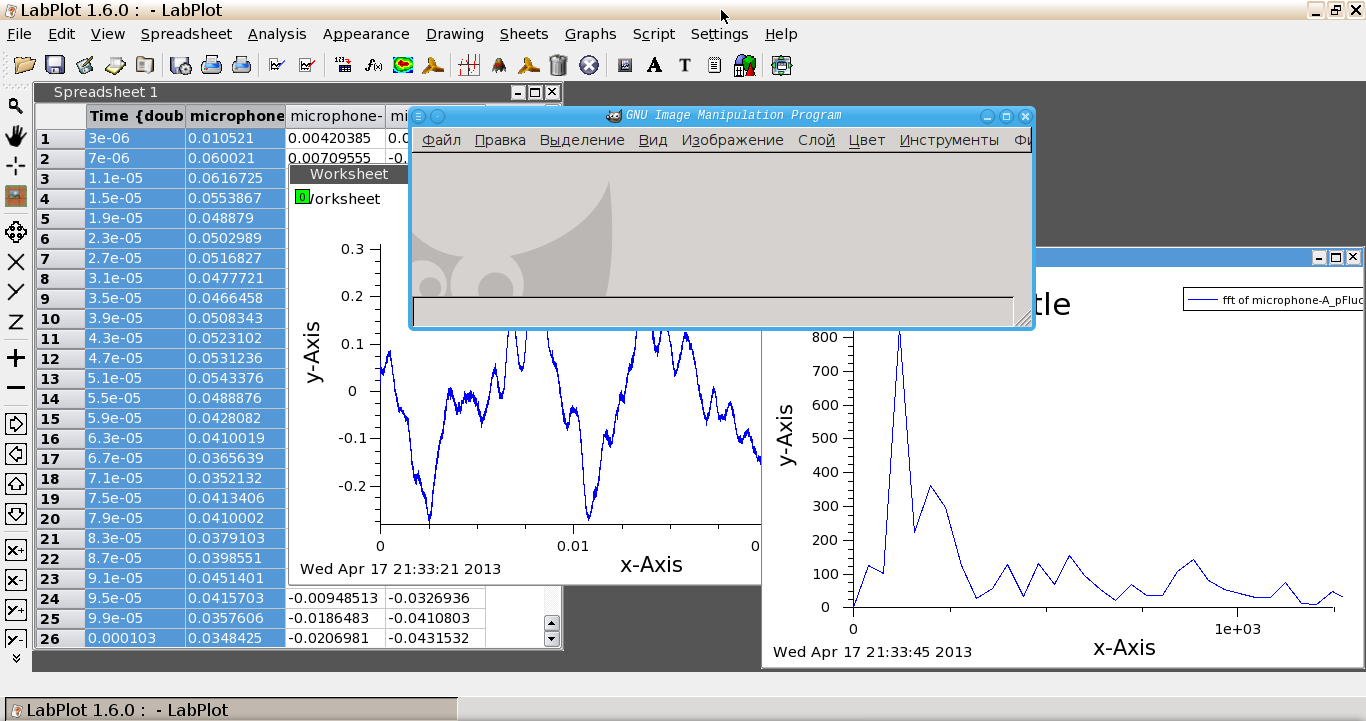 LabPlot 1.6.0 :  - LabPlot
File Edit View Spreadsheet Analysis Appearance Drawing Sheets Graphs Script Settings Help
Spreadsheet 1
Time {doub microphone microphone- mi
1 3e-06 0.010521 0.00420385 0.0
2 7e-06 0.060021 0.00709555 -0.
3 1.1e-05 0.0616725
4 1.5e-05 0.0553867
5 1.9e-05 0.048879
6 2.3e-05 0.0502989
7 2.7e-05 0.0516827
8 3.1e-05 0.0477721
9 3.5e-05 0.0466458
10 3.9e-05 0.0508343
11 4.3e-05 0.0523102
12 4.7e-05 0.0531236
13 5.1e-05 0.0543376
14 5.5e-05 0.0488876
15 5.9e-05 0.0428082
16 6.3e-05 0.0410019
17 6.7e-05 0.0365639
18 7.1e-05 0.0352132
19 7.5e-05 0.0413406
20 7.9e-05 0.0410002
21 8.3e-05 0.0379103
22 8.7e-05 0.0398551
23 9.1e-05 0.0451401
24 9.5e-05 0.0415703 -0.00948513 -0.0326936
25 9.9e-05 0.0357606 -0.0186483 -0.0410803
26 0.000103 0.0348425 -0.0206981 -0.0431532
GNU Image Manipulation Program
Файл Правка Выделение Вид Изображение Слой Цвет Инструменты Фи
Worksheet
0 Worksheet
0.3
0.2
0.1
0
-0.1
-0.2
y-Axis
0 0.01 0
x-Axis
Wed Apr 17 21:33:21 2013
tle
fft of microphone-A_pFluc
800
700
600
500
400
300
200
100
0
y-Axis
0 1e+03
x-Axis
Wed Apr 17 21:33:45 2013
LabPlot 1.6.0 :  - LabPlot